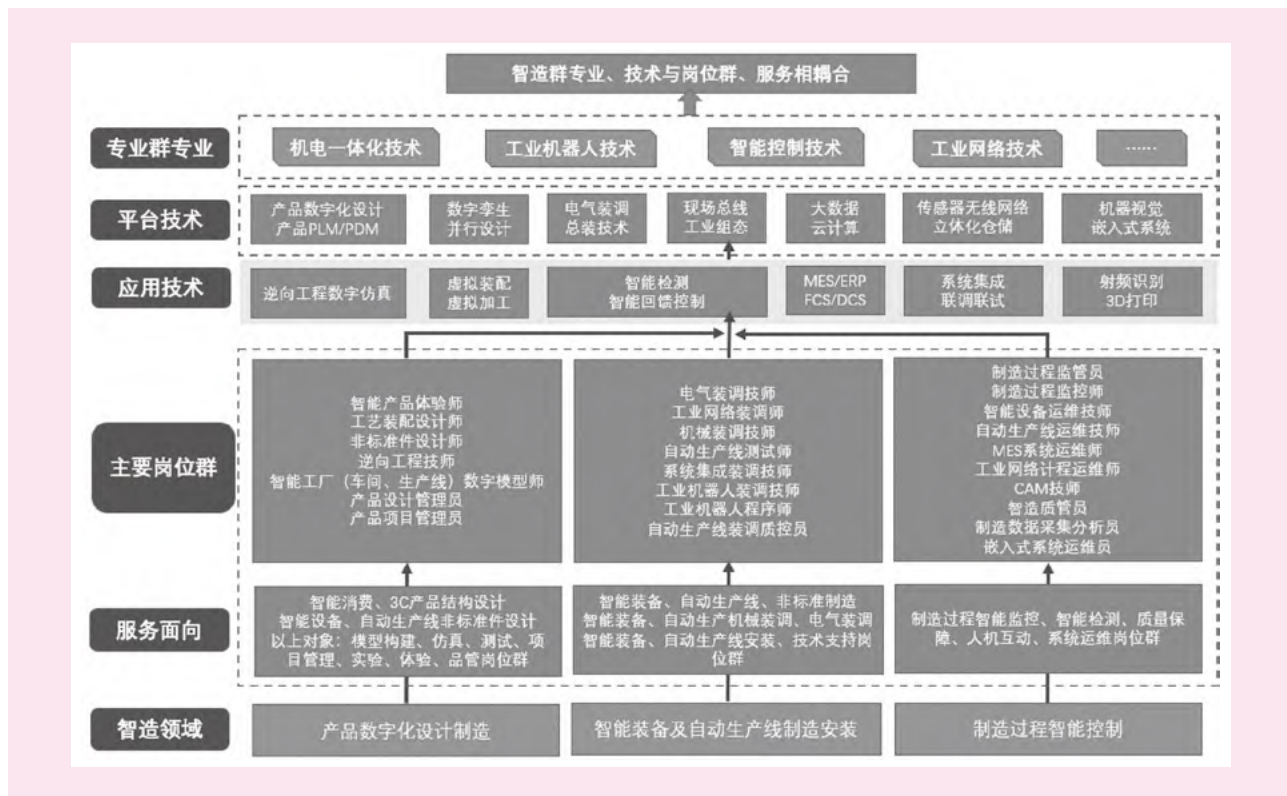 智造群专业、技术与岗位群、服务相耦合
专业群专业
机电一体化技术
工业机器人技术
智能控制技术
工业网络技术
……
平台技术
产品数字化设计
产品PLM/PDM
数字孪生
并行设计
电气装调
总装技术
现场总线
工业组态
大数据
云计算
传感器无线网络
立体化仓储
机器视觉
嵌入式系统
应用技术
逆向工程数字仿真
虚拟装配
虚拟加工
智能检测
智能回馈控制
MES/ERP
FCS/DCS
系统集成
联调联试
射频识别
3D打印
主要岗位群
智能产品体验师
工艺装配设计师
非标准件设计师
逆向工程技师
智能工厂（车间、生产线）数字模型师
产品设计管理员
产品项目管理员
电气装调技师
工业网络装调师
机械装调技师
自动生产线测试师
系统集成装调技师
工业机器人装调技师
工业机器人程序师
自动生产线装调质控员
制造过程监管员
制造过程监控师
智能设备运维技师
自动生产线运维技师
MES系统运维师
工业网络计程运维师
CAM技师
智造质管员
制造数据采集分析员
嵌入式系统运维员
服务面向
智能消费、3C产品结构设计
智能设备、自动生产线非标准件设计
以上对象：模型构建、仿真、测试、项
目管理、实验、体验、品管岗位群
智能装备、自动生产线、非标准制造
智能装备、自动生产机械装调、电气装调
智能装备、自动生产线安装、技术支持岗
位群
制造过程智能监控、智能检测、质量保
障、人机互动、系统运维岗位群
智造领域
产品数字化设计制造
智能装备及自动生产线制造安装
制造过程智能控制